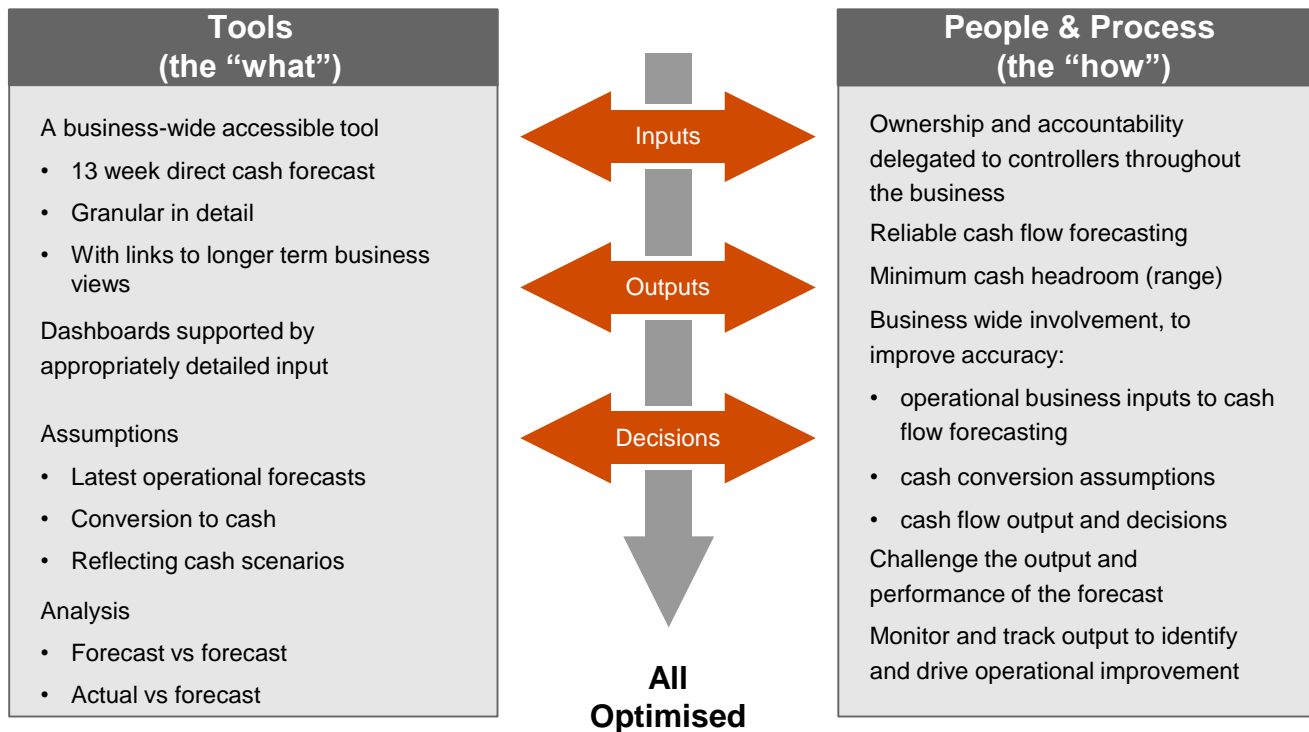 Tools
(the “what”)
A business-wide accessible tool
• 13 week direct cash forecast
• Granular in detail
• With links to longer term business
views
Dashboards supported by
appropriately detailed input
Assumptions
• Latest operational forecasts
• Conversion to cash
• Reflecting cash scenarios
Analysis
• Forecast vs forecast
• Actual vs forecast
Inputs
Outputs
Decisions
All
Optimised
People & Process
(the “how”)
Ownership and accountability
delegated to controllers throughout
the business
Reliable cash flow forecasting
Minimum cash headroom (range)
Business wide involvement, to
improve accuracy:
• operational business inputs to cash
flow forecasting
• cash conversion assumptions
• cash flow output and decisions
Challenge the output and
performance of the forecast
Monitor and track output to identify
and drive operational improvement